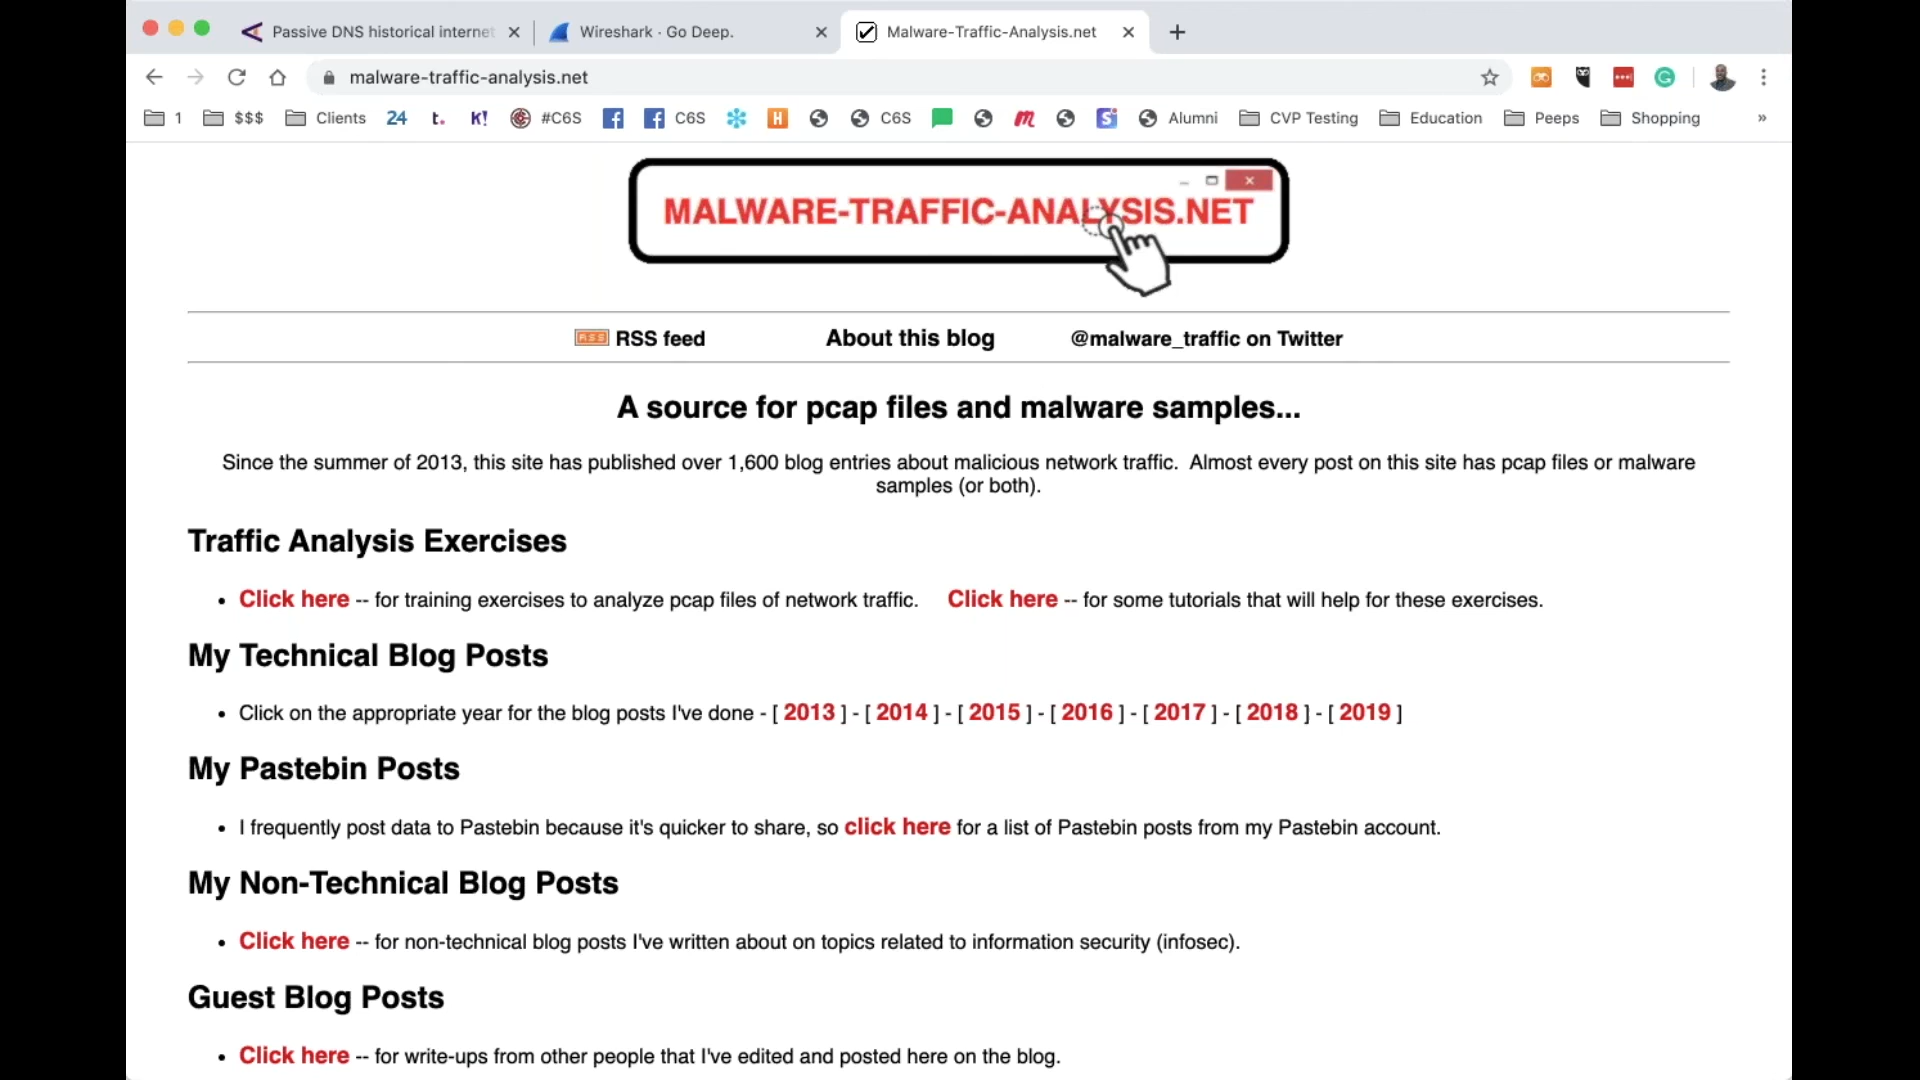 Passive DNS historical internet
Wireshark · Go Deep.
Malware-Traffic-Analysis.net
malware-traffic-analysis.net
1 $$$ Clients 24 t. K! #C6S C6S H C6S m S Alumni CVP Testing Education Peeps Shopping »
MALWARE-TRAFFIC-ANALYSIS.NET
RSS RSS feed About this blog @malware_traffic on Twitter
A source for pcap files and malware samples...
Since the summer of 2013, this site has published over 1,600 blog entries about malicious network traffic. Almost every post on this site has pcap files or malware
samples (or both).
Traffic Analysis Exercises
• Click here -- for training exercises to analyze pcap files of network traffic. Click here -- for some tutorials that will help for these exercises.
My Technical Blog Posts
• Click on the appropriate year for the blog posts I've done - [ 2013 ] - [ 2014 ] - [ 2015 ] - [ 2016 ] - [ 2017 ] - [ 2018 ] - [ 2019 ]
My Pastebin Posts
• I frequently post data to Pastebin because it's quicker to share, so click here for a list of Pastebin posts from my Pastebin account.
My Non-Technical Blog Posts
• Click here -- for non-technical blog posts I've written about on topics related to information security (infosec).
Guest Blog Posts
• Click here -- for write-ups from other people that I've edited and posted here on the blog.